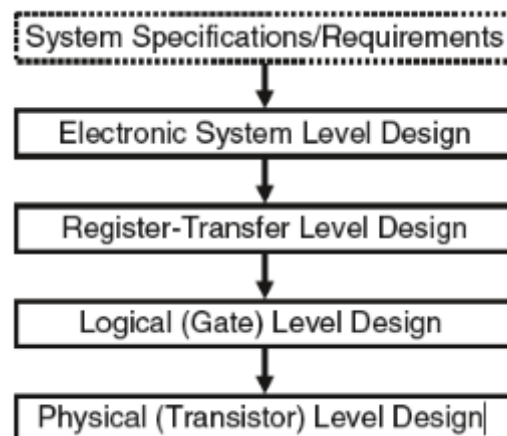 System Specifications/Requirements
Electronic System Level Design
Register-Transfer Level Design
Logical (Gate) Level Design
Physical (Transistor) Level Design